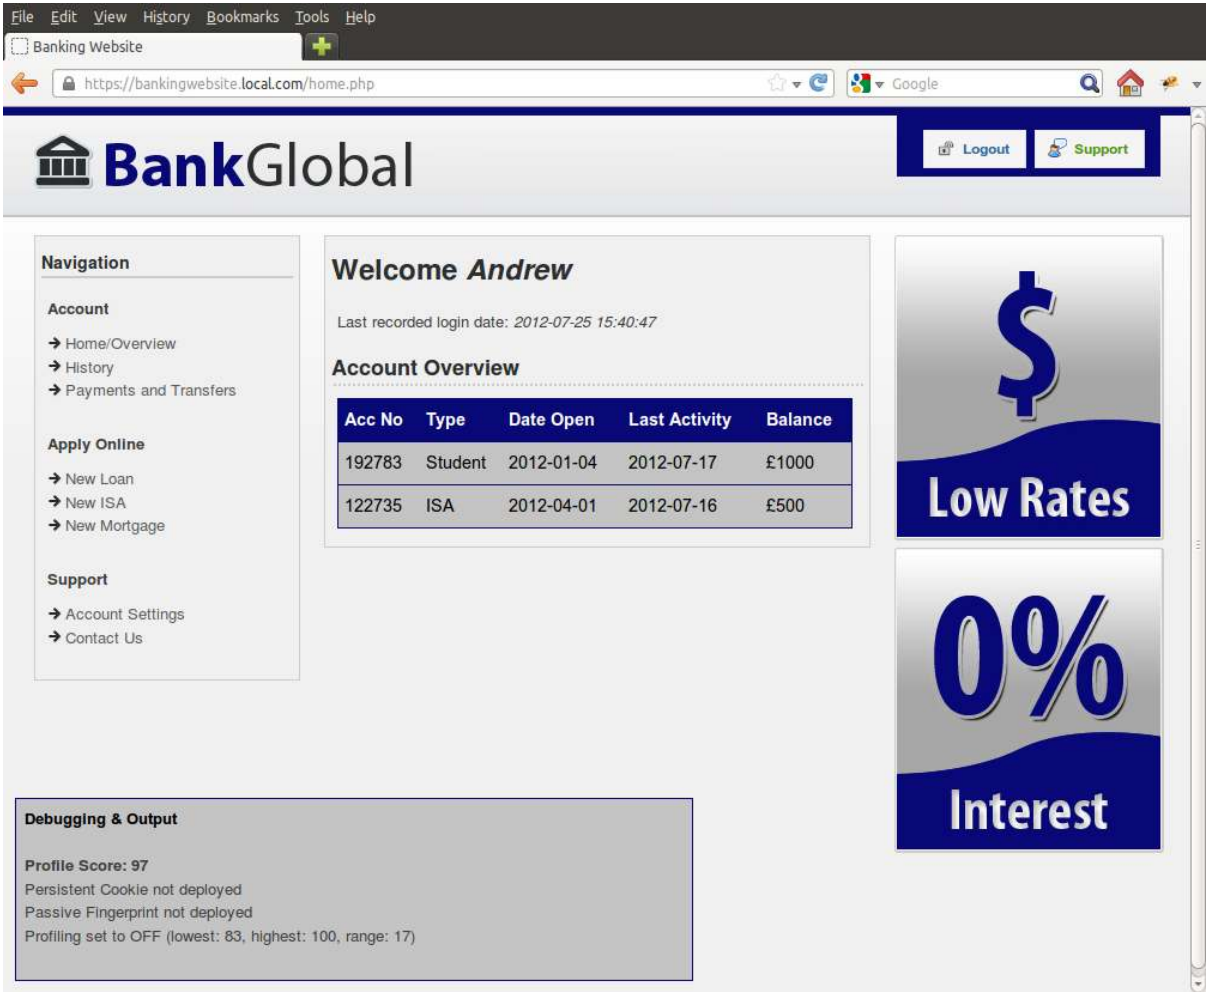 File Edit View History Bookmarks Tools Help
Banking Website
https://bankingwebsite.local.com/home.php
Google
BankGlobal
Logout
Support
Navigation
Account
Home/Overview
History
Payments and Transfers
Apply Online
New Loan
New ISA
New Mortgage
Support
Account Settings
Contact Us
Welcome Andrew
Last recorded login date: 2012-07-25 15:40:47
Account Overview
Acc No Type Date Open Last Activity Balance
192783 Student 2012-01-04 2012-07-17 £1000
122735 ISA 2012-04-01 2012-07-16 £500
$
Low Rates
0%
Interest
Debugging & Output
Profile Score: 97
Persistent Cookie not deployed
Passive Fingerprint not deployed
Profiling set to OFF (lowest: 83, highest: 100, range: 17)